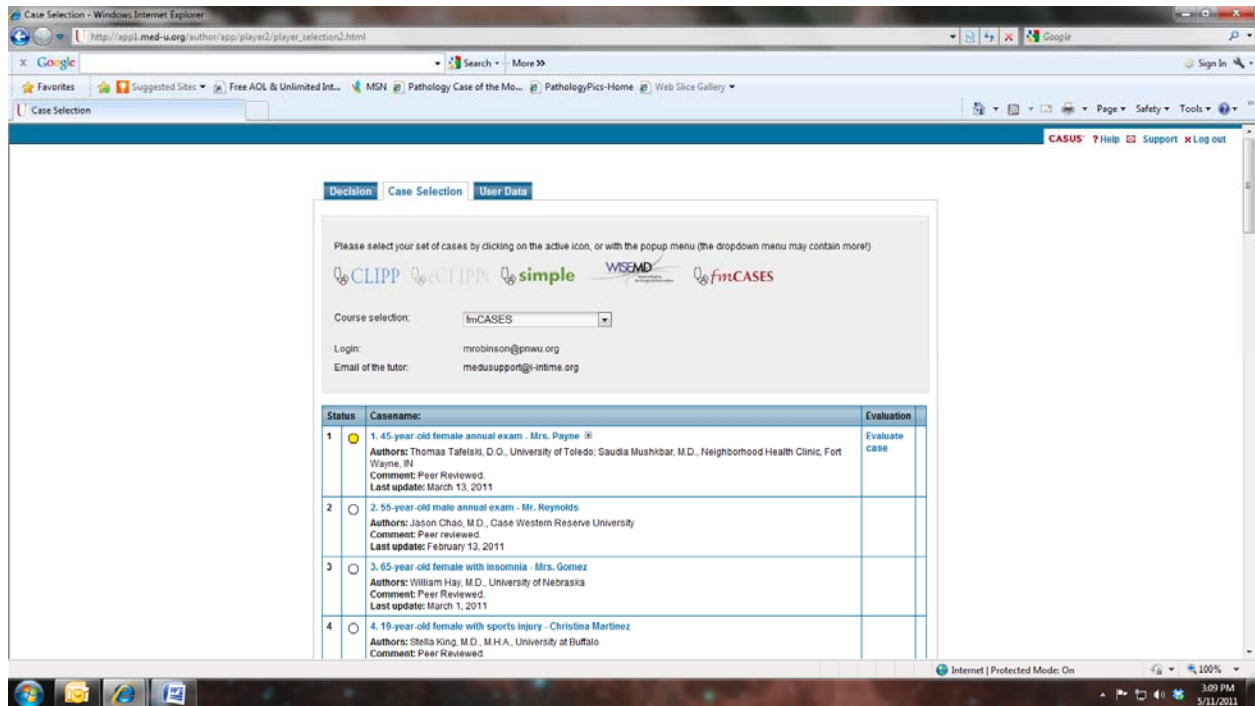 Case Selection - Windows Internet Explorer
http://app1.med-u.org/author/app/player2/player_selection2.html
Google
x Google
Search
More »
Sign In
Favorites
Suggested Sites
Free AOL & Unlimited Int...
MSN
Pathology Case of the Mo...
PathologyPics-Home
Web Slice Gallery
Case Selection
Page
Safety
Tools
CASUS ? Help Support x Log out
Decision Case Selection User Data
Please select your set of cases by clicking on the active icon, or with the popup menu (the dropdown menu may contain more!)
CLIPP eCLIPPs simple WISEMD fmCASES
Course selection: fmCASES
Login: mrobinson@pnwu.org
Email of the tutor: medusupport@i-intime.org
Status Casename: Evaluation
1 1. 45-year-old female annual exam - Mrs. Payne Evaluate
case
Authors: Thomas Tafelski, D.O., University of Toledo; Saudia Mushkbar, M.D., Neighborhood Health Clinic, Fort
Wayne, IN
Comment: Peer Reviewed.
Last update: March 13, 2011
2 2. 55-year-old male annual exam - Mr. Reynolds
Authors: Jason Chao, M.D., Case Western Reserve University
Comment: Peer reviewed.
Last update: February 13, 2011
3 3. 65-year-old female with insomnia - Mrs. Gomez
Authors: William Hay, M.D., University of Nebraska
Comment: Peer Reviewed.
Last update: March 1, 2011
4 4. 19-year-old female with sports injury - Christina Martinez
Authors: Stella King, M.D., M.H.A., University at Buffalo
Comment: Peer Reviewed.
Internet | Protected Mode: On
100%
3:09 PM
5/11/2011